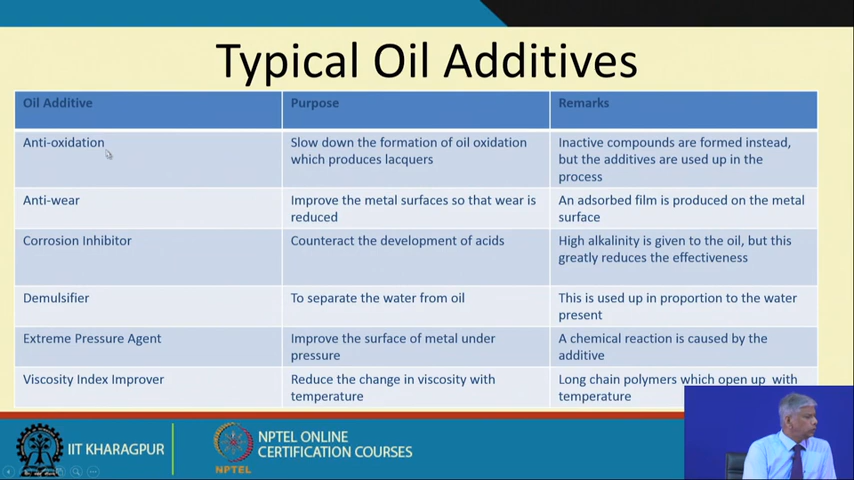 Typical Oil Additives
Oil Additive
Purpose
Remarks
Anti-oxidation
Slow down the formation of oil oxidation
which produces lacquers
Inactive compounds are formed instead,
but the additives are used up in the
process
Anti-wear
Improve the metal surfaces so that wear is
reduced
An adsorbed film is produced on the metal
surface
Corrosion Inhibitor
Counteract the development of acids
High alkalinity is given to the oil, but this
greatly reduces the effectiveness
Demulsifier
To separate the water from oil
This is used up in proportion to the water
present
Extreme Pressure Agent
Improve the surface of metal under
pressure
A chemical reaction is caused by the
additive
Viscosity Index Improver
Reduce the change in viscosity with
temperature
Long chain polymers which open up with
temperature
IIT KHARAGPUR
NPTEL
NPTEL ONLINE
CERTIFICATION COURSES